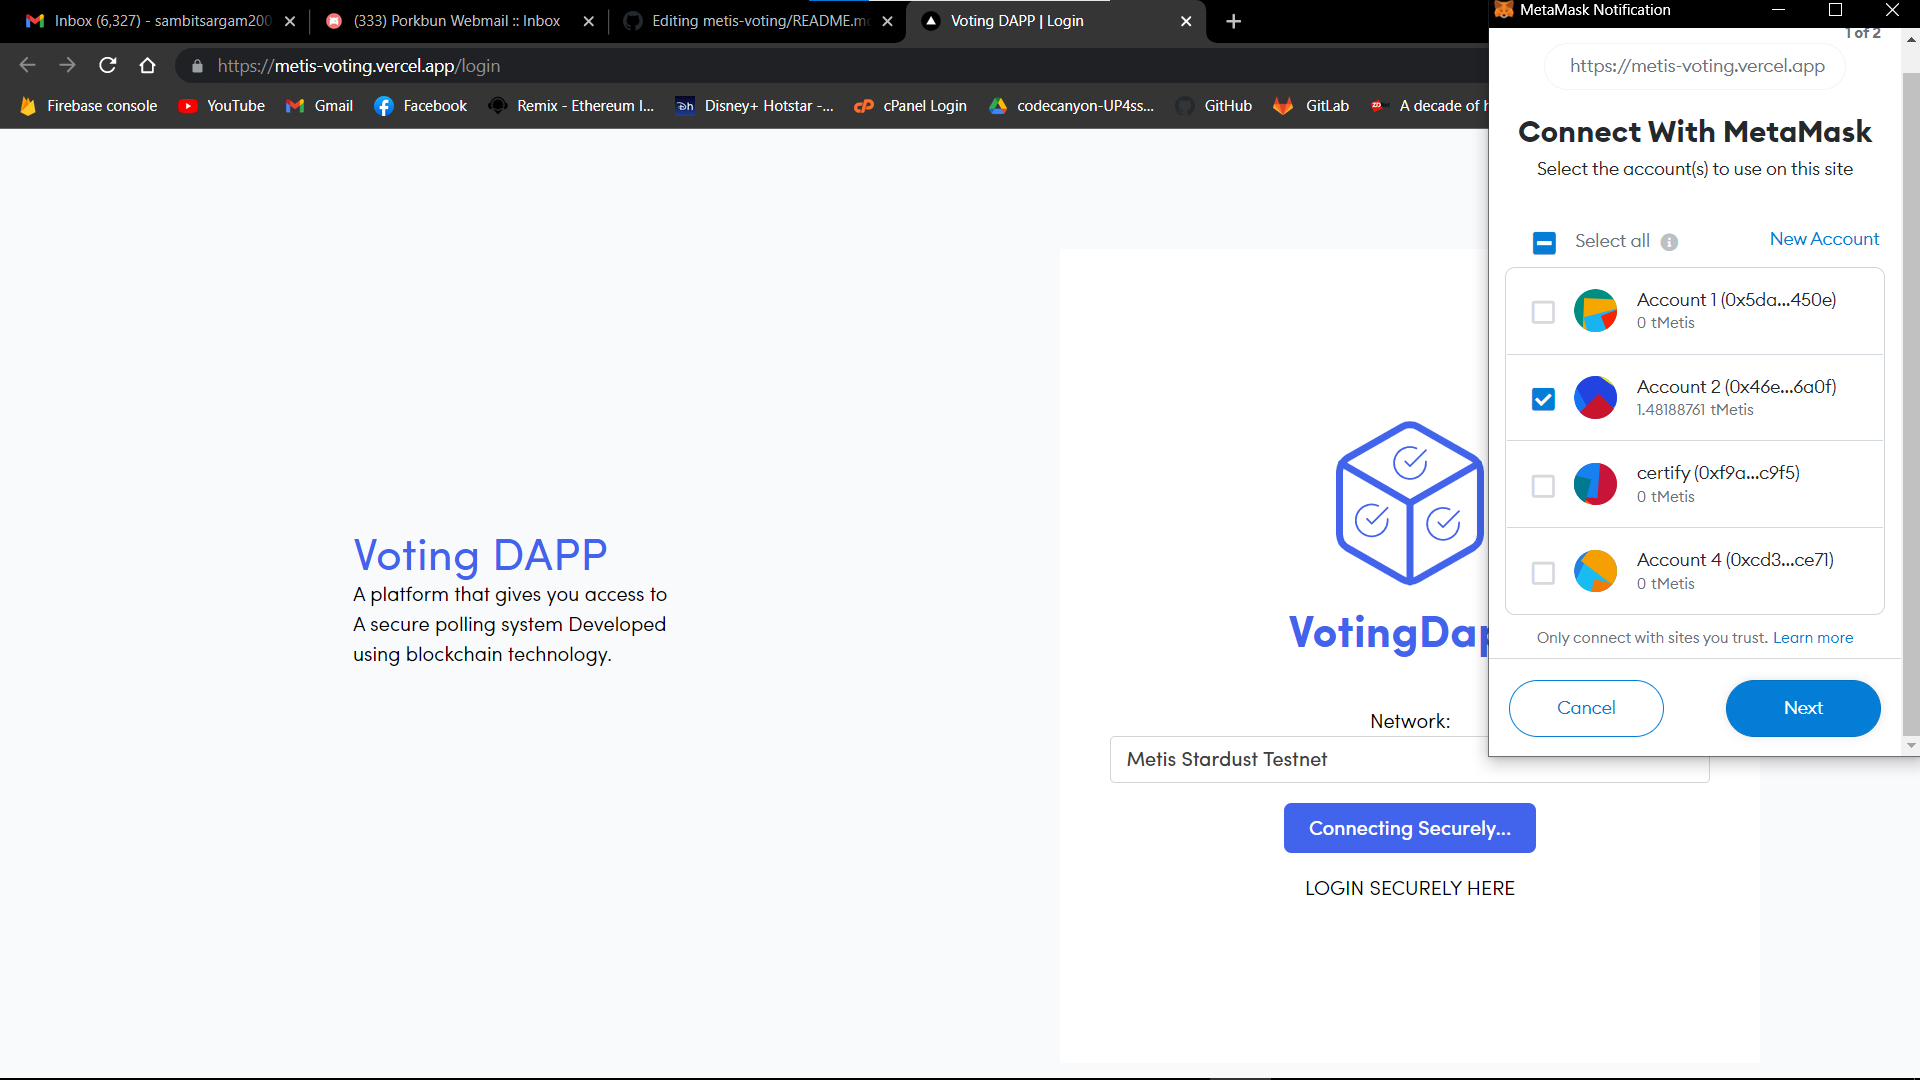 Inbox (6,327) - sambitsargam200
(333) Porkbun Webmail :: Inbox
Editing metis-voting/README.m
Voting DAPP | Login
https://metis-voting.vercel.app/login
Firebase console
YouTube
Gmail
Facebook
Remix - Ethereum I...
Disney+ Hotstar -...
cPanel Login
codecanyon-UP4ss...
GitHub
GitLab
A decade of h
MetaMask Notification
1 of 2
https://metis-voting.vercel.app
Connect With MetaMask
Select the account(s) to use on this site
Select all
New Account
Account 1 (0x5da...450e)
0 tMetis
Account 2 (0x46e...6a0f)
1.48188761 tMetis
certify (0xf9a...c9f5)
0 tMetis
Account 4 (0xcd3...ce71)
0 tMetis
Only connect with sites you trust. Learn more
Cancel
Next
Voting DAPP
A platform that gives you access to
A secure polling system Developed
using blockchain technology.
VotingDap
Network:
Metis Stardust Testnet
Connecting Securely...
LOGIN SECURELY HERE